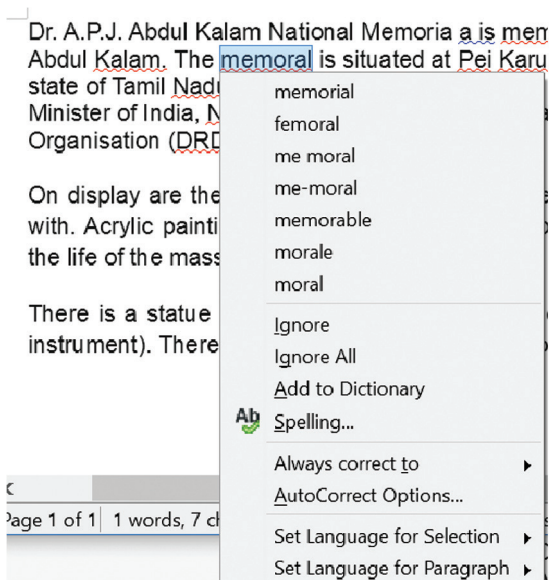 Dr. A.P.J. Abdul Kalam National Memoria a is mem
Abdul Kalam. The memoral is situated at Pei Karu
state of Tamil Nadu
Minister of India, N
Organisation (DRD
On display are the
with. Acrylic painti
the life of the mass
There is a statue
instrument). There
memorial
femoral
me moral
me-moral
memorable
morale
moral
Ignore
Ignore All
Add to Dictionary
Spelling...
Always correct to
AutoCorrect Options...
Set Language for Selection
Set Language for Paragraph
Page 1 of 1 1 words, 7 ch